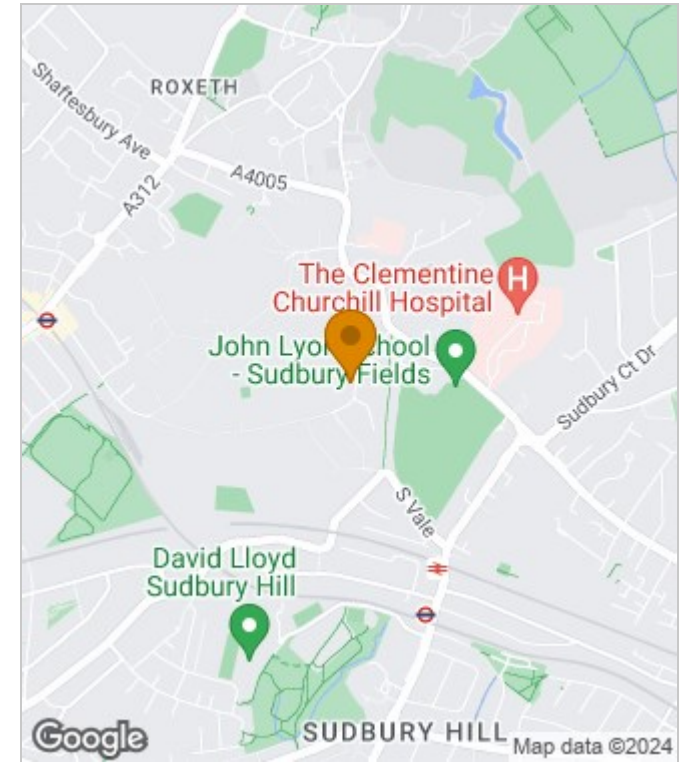 ROXETH
Shaftesbury Ave
A4005
A312
The Clementine
Churchill Hospital
John Lyon School
- Sudbury Fields
Sudbury Ct Dr
S Vale
David Lloyd
Sudbury Hill
SUDBURY HILL
Google
Map data ©2024
H